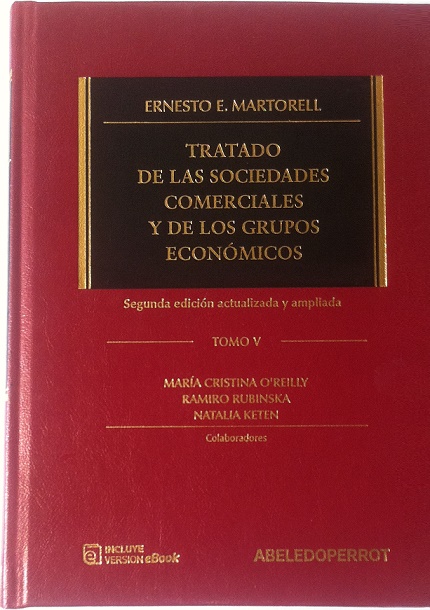 ERNESTO E. MARTORELL
TRATADO
DE LAS SOCIEDADES
COMERCIALES
Y DE LOS GRUPOS
ECONÓMICOS
Segunda edición actualizada y ampliada
TOMO V
MARÍA CRISTINA O'REILLY
RAMIRO RUBINSKA
NATALIA KETEN
Colaboradores
e
INCLUYE
VERSION eBook
ABELEDOPERROT